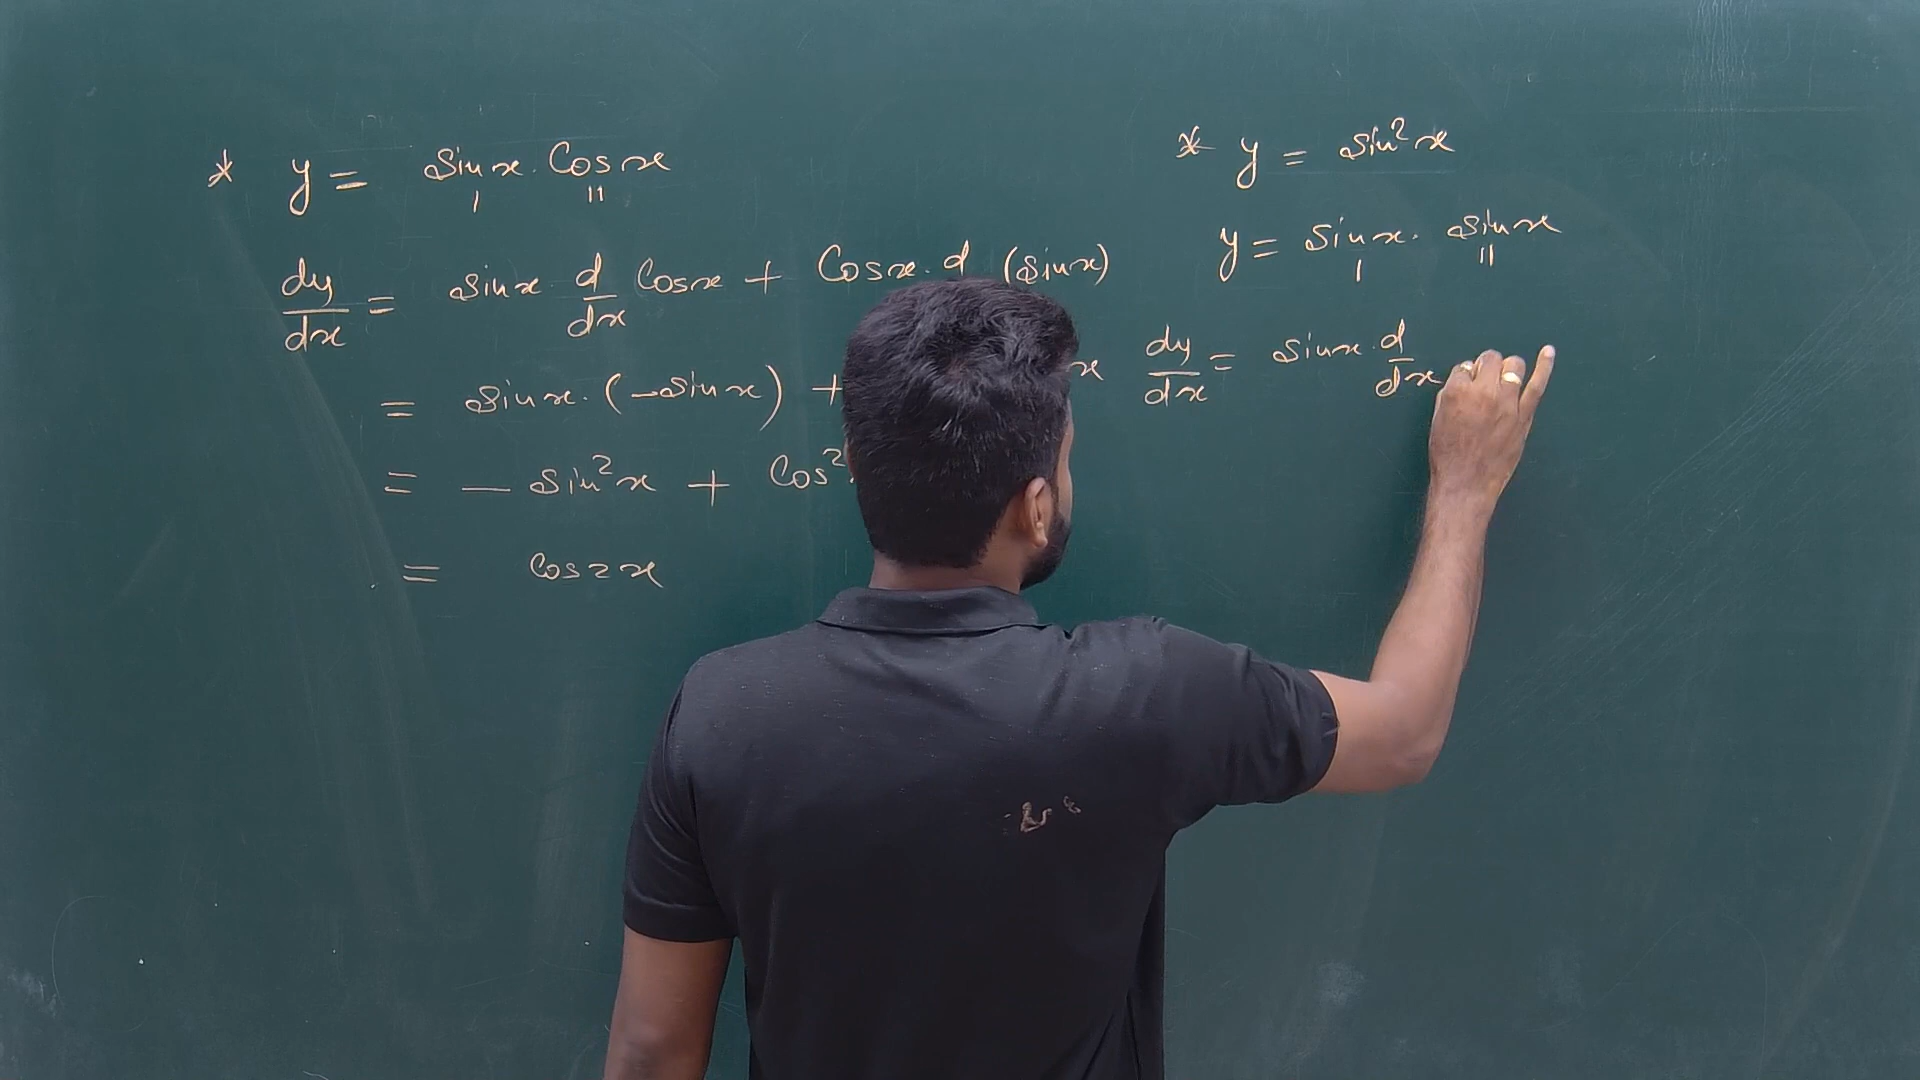 * y = sinx . Cosx
I II
dy/dx = sinx d/dx Cosx + Cosx . d (sinx)
= sinx . (-sinx) +
= - sin²x + Cos²
= cos2x
* y = sin²x
y = sinx . sinx
I II
x
dy/dx = sinx . d/dx